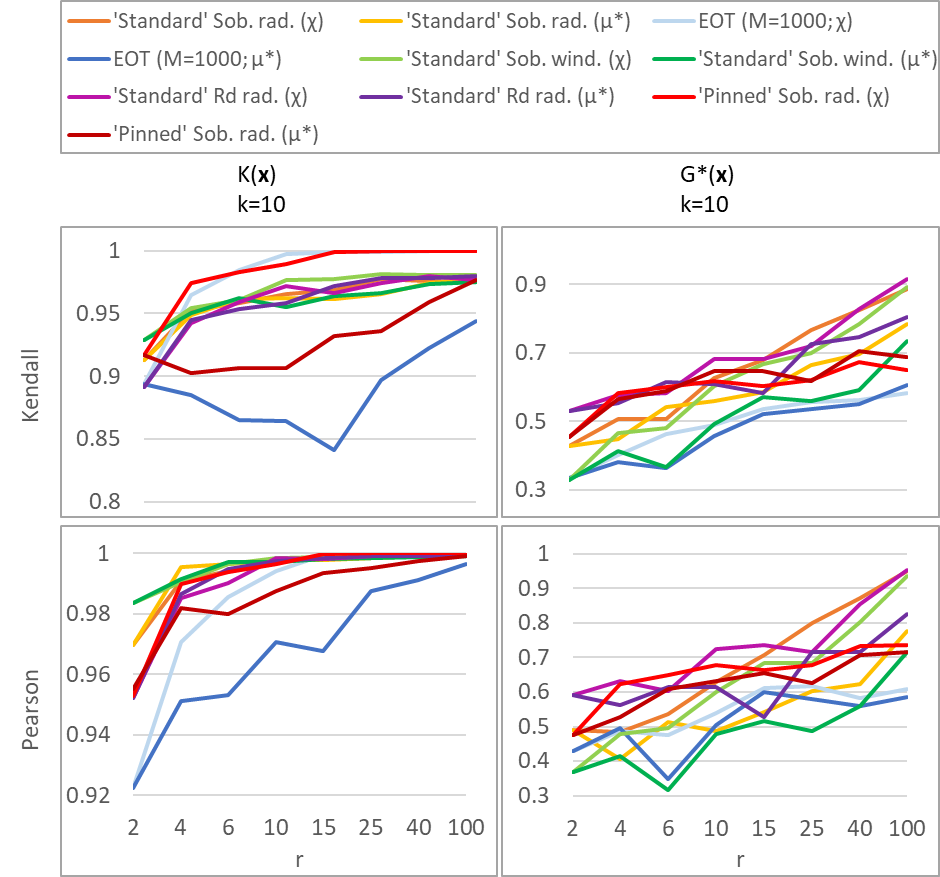 'Standard' Sob. rad. (χ) 'Standard' Sob. rad. (μ*) EOT (M=1000; χ)
EOT (M=1000; μ*) 'Standard' Sob. wind. (χ) 'Standard' Sob. wind. (μ*)
'Standard' Rd rad. (χ) 'Standard' Rd rad. (μ*) 'Pinned' Sob. rad. (χ)
'Pinned' Sob. rad. (μ*)
K(x) G*(x)
k=10 k=10
Kendall
1
0.95
0.9
0.85
0.8
0.9
0.7
0.5
0.3
Pearson
1
0.98
0.96
0.94
0.92
2 4 6 10 15 25 40 100
r
1
0.9
0.8
0.7
0.6
0.5
0.4
0.3
2 4 6 10 15 25 40 100
r